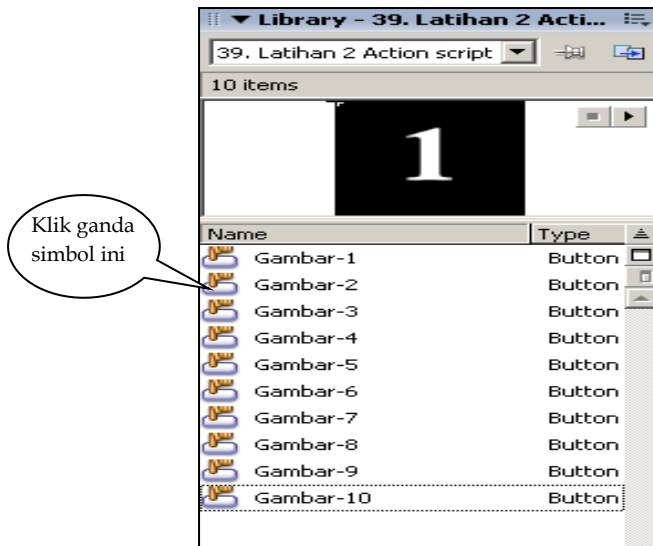 Library - 39. Latihan 2 Acti...
39. Latihan 2 Action script
10 items
1
Klik ganda
simbol ini
Name Type
Gambar-1 Button
Gambar-2 Button
Gambar-3 Button
Gambar-4 Button
Gambar-5 Button
Gambar-6 Button
Gambar-7 Button
Gambar-8 Button
Gambar-9 Button
Gambar-10 Button